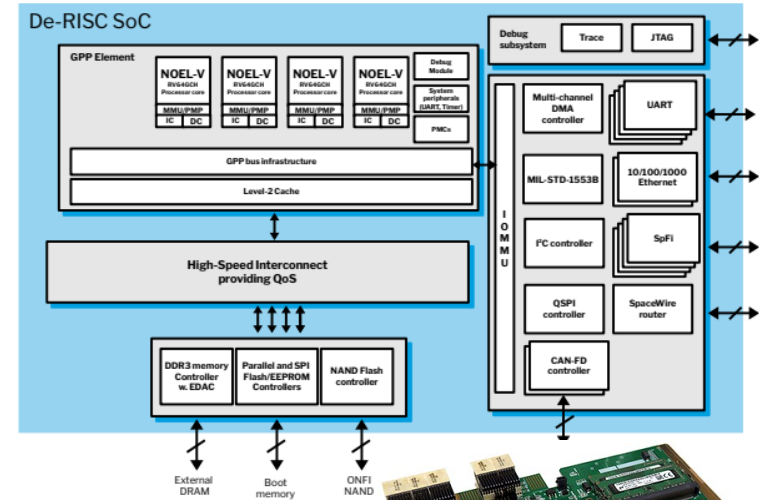 De-RISC SoC
GPP Element
NOEL-V
RV64GCH
Processor core
MMU/PMP
IC DC
NOEL-V
RV64GCH
Processor core
MMU/PMP
IC DC
NOEL-V
RV64GCH
Processor core
MMU/PMP
IC DC
NOEL-V
RV64GCH
Processor core
MMU/PMP
IC DC
Debug
Module
System
peripherals
(UART, Timer)
PMCs
GPP bus infrastructure
Level-2 Cache
High-Speed Interconnect
providing QoS
DDR3 memory
Controller
w. EDAC
Parallel and SPI
Flash/EEPROM
Controllers
NAND Flash
controller
External
DRAM
Boot
memory
ONFI
NAND
Debug
subsystem
Trace
JTAG
IOMMU
Multi-channel
DMA
controller
UART
MIL-STD-1553B
10/100/1000
Ethernet
I²C controller
SpFi
QSPI
controller
SpaceWire
router
CAN-FD
controller